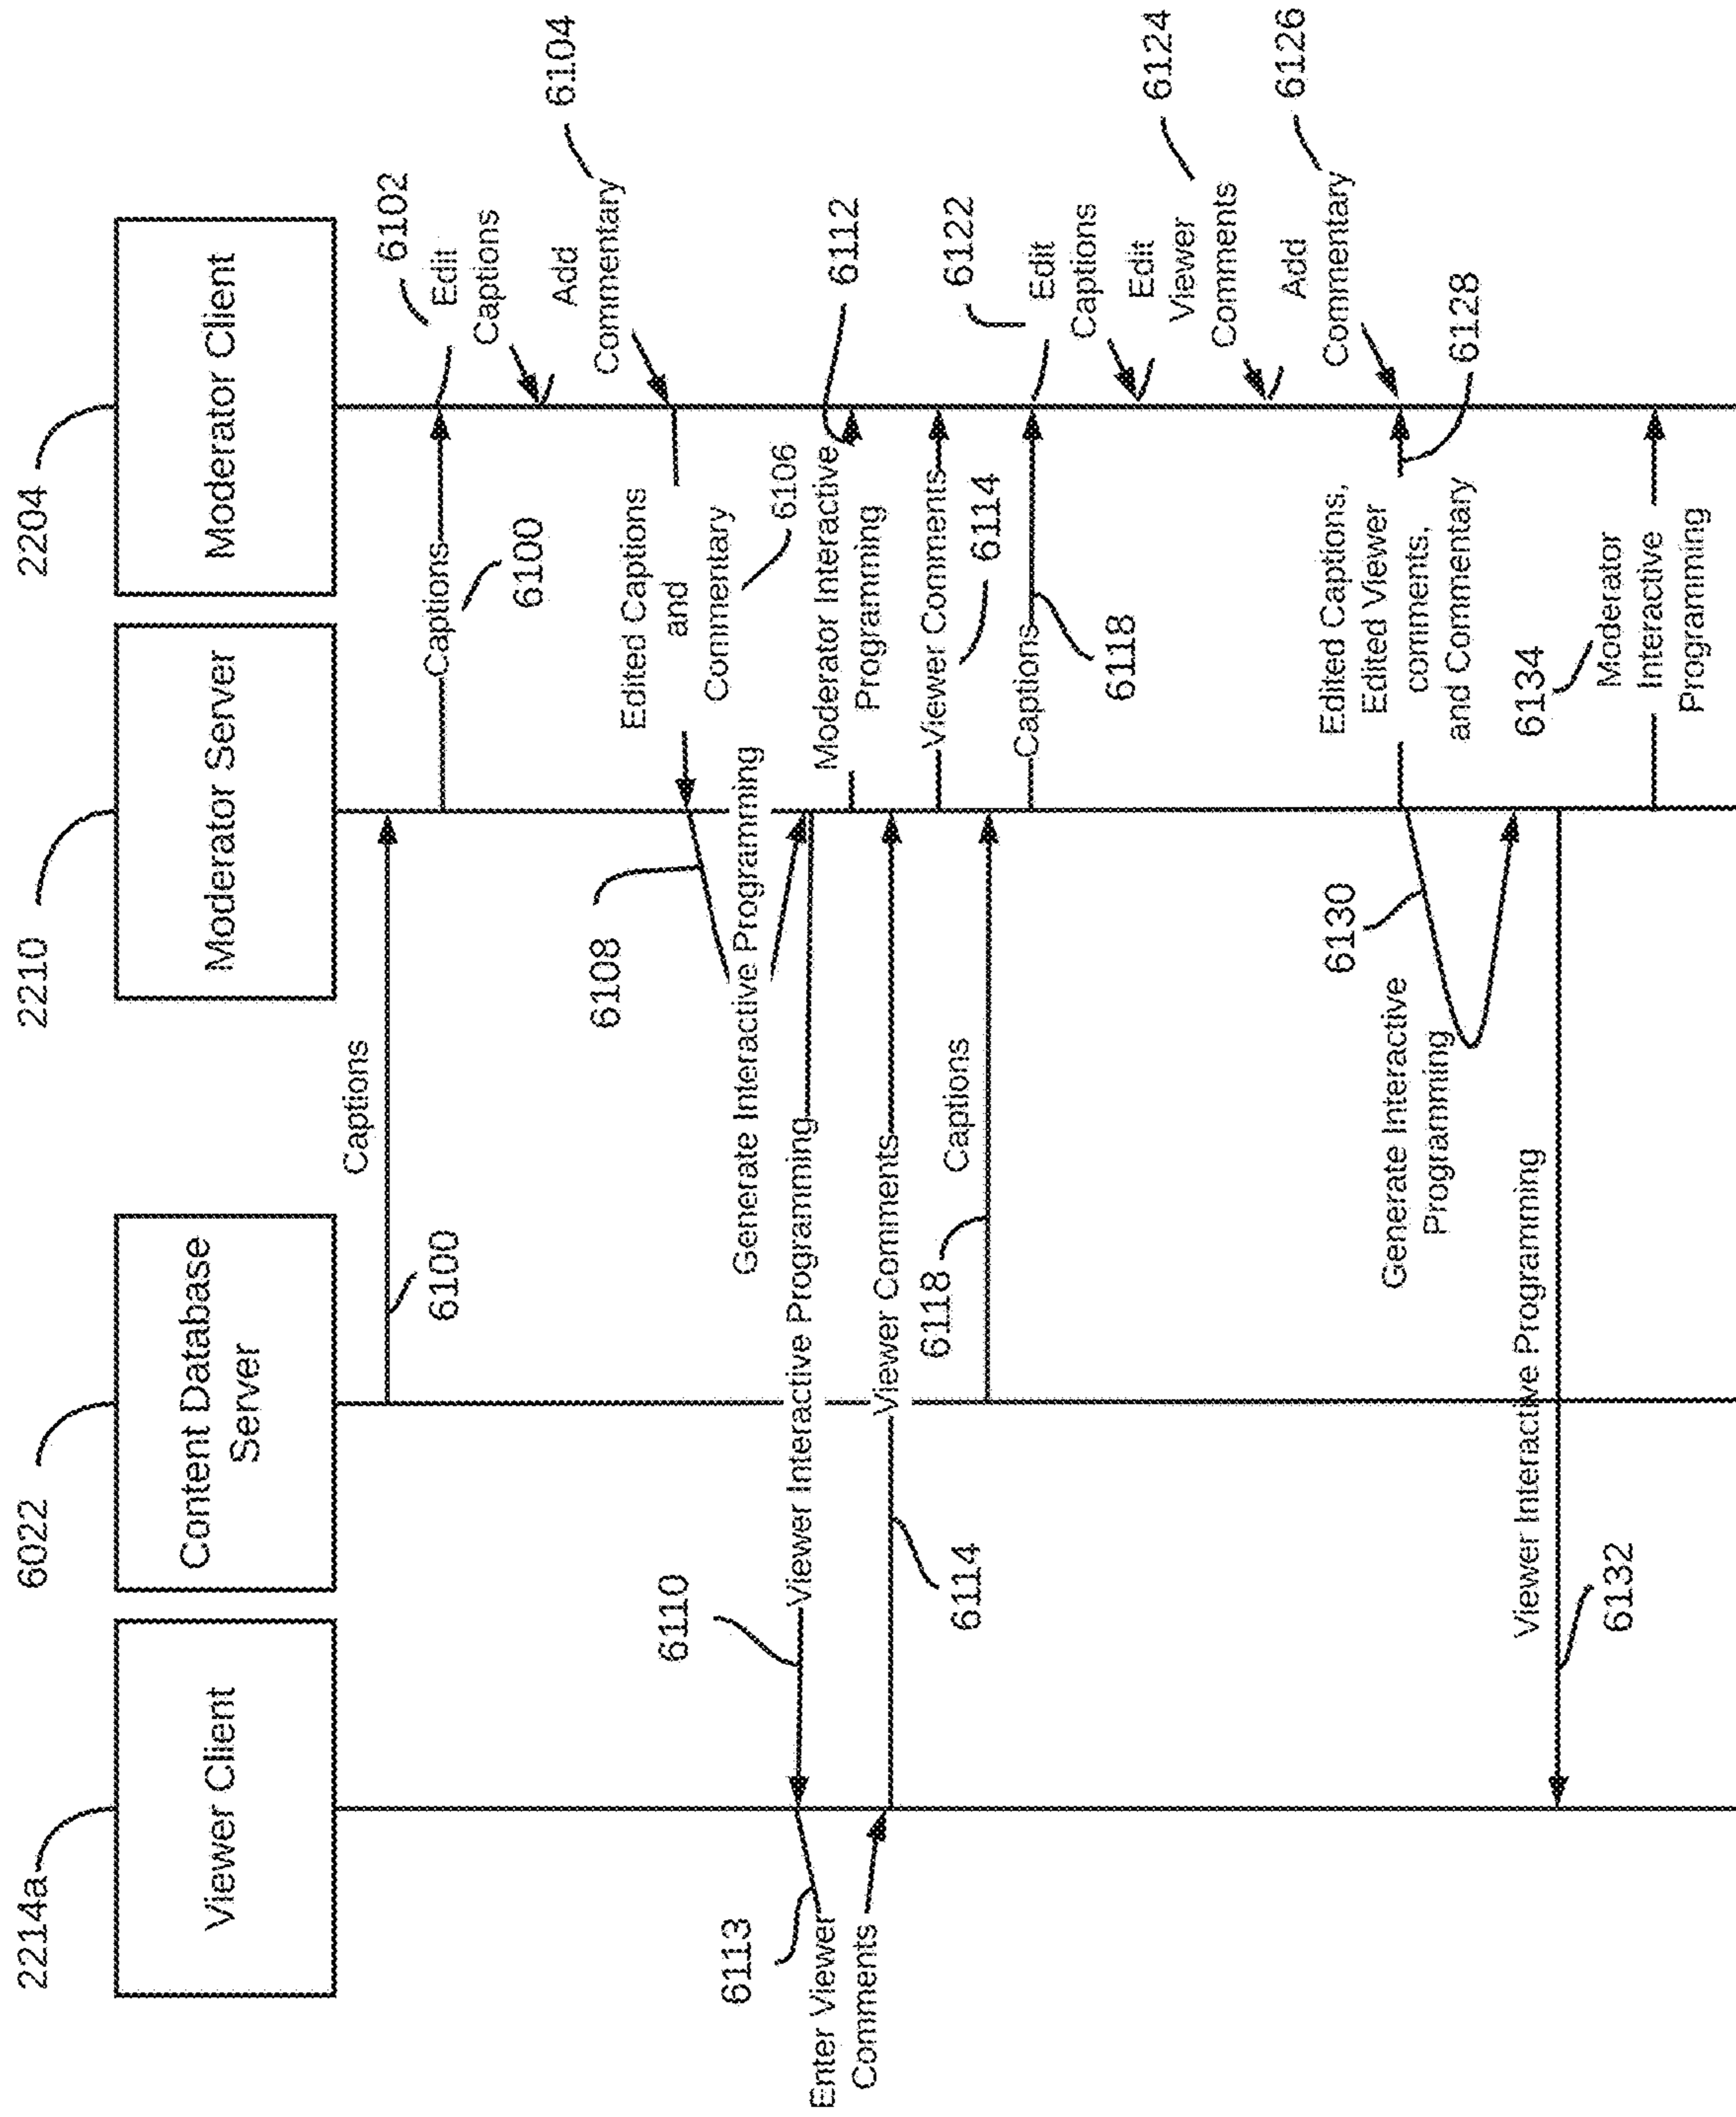 2214a
6022
2210
2204
Viewer Client
Content Database
Server
Moderator Server
Moderator Client
Captions
6100
Captions
6100
6102
Edit
Captions
Add
Commentary
6104
Edited Captions
and
Commentary
6106
6108
Generate Interactive Programming
6110
Viewer Interactive Programming
Moderator Interactive
Programming
6112
6113
Enter Viewer
Comments
Viewer Comments
6114
Viewer Comments
6114
Captions
6118
Captions
6118
6122
Edit
Captions
Edit
Viewer
Comments
6124
Add
Commentary
6126
Edited Captions,
Edited Viewer
comments,
and Commentary
6128
6130
Generate Interactive
Programming
Viewer Interactive Programming
6132
6134
Moderator
Interactive
Programming